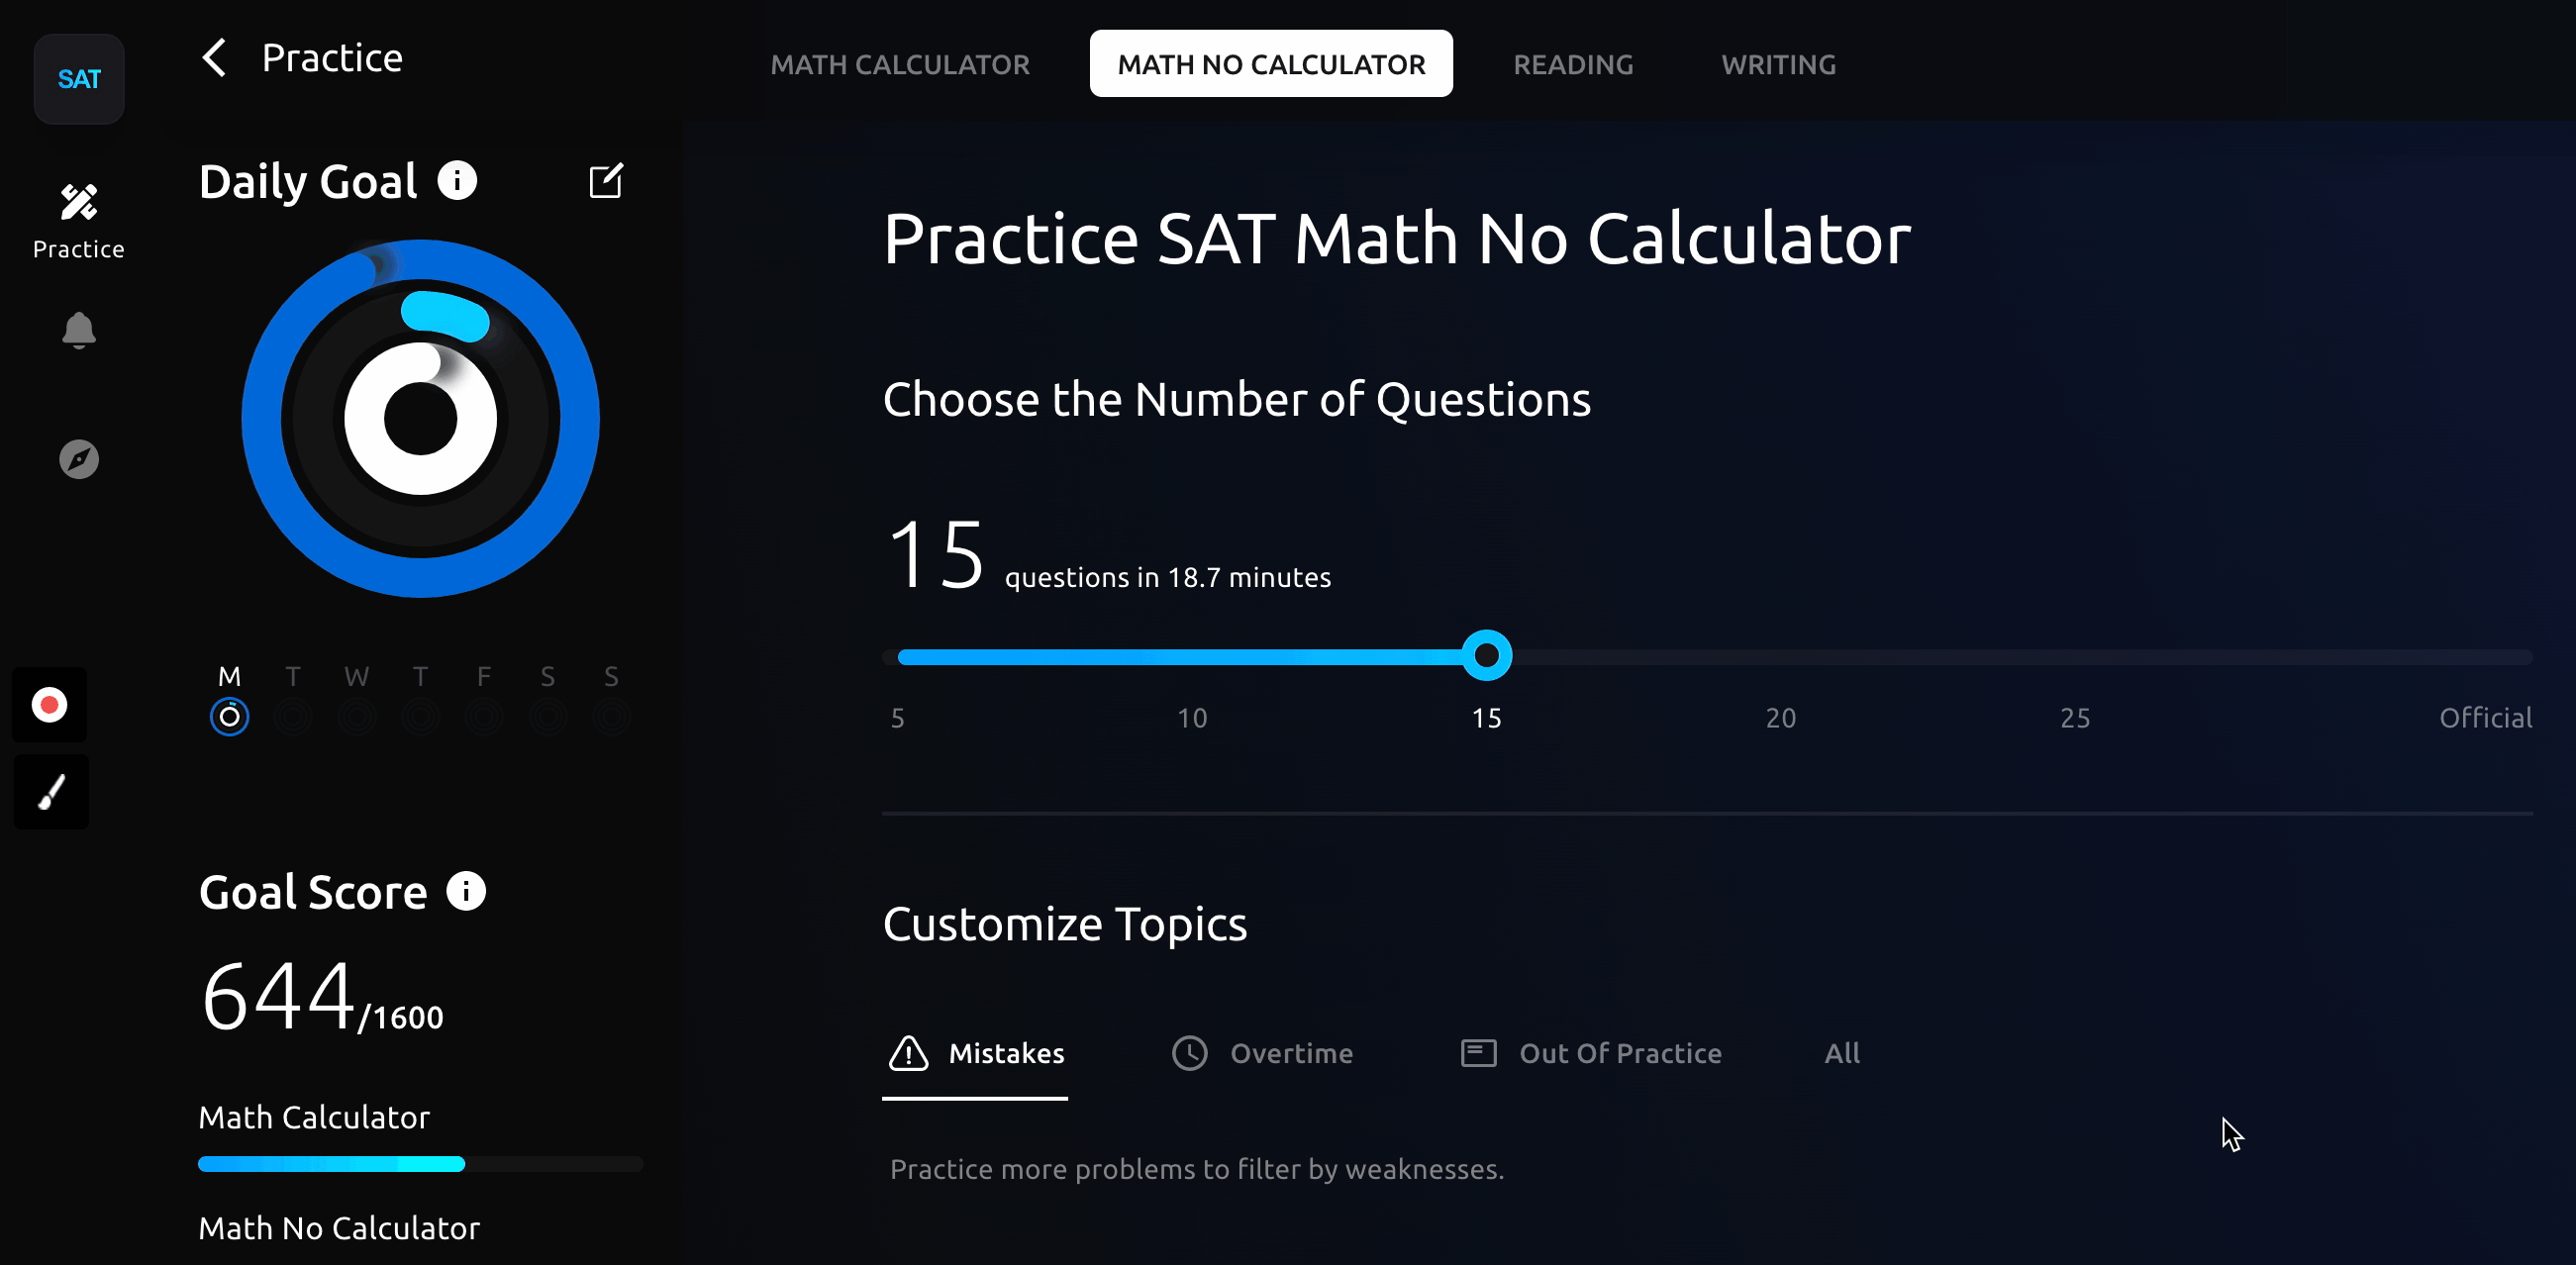 SAT
Practice
Practice
MATH CALCULATOR
MATH NO CALCULATOR
READING
WRITING
Daily Goal
M T W T F S S
Goal Score
644/1600
Math Calculator
Math No Calculator
Practice SAT Math No Calculator
Choose the Number of Questions
15 questions in 18.7 minutes
5 10 15 20 25 Official
Customize Topics
Mistakes
Overtime
Out Of Practice
All
Practice more problems to filter by weaknesses.